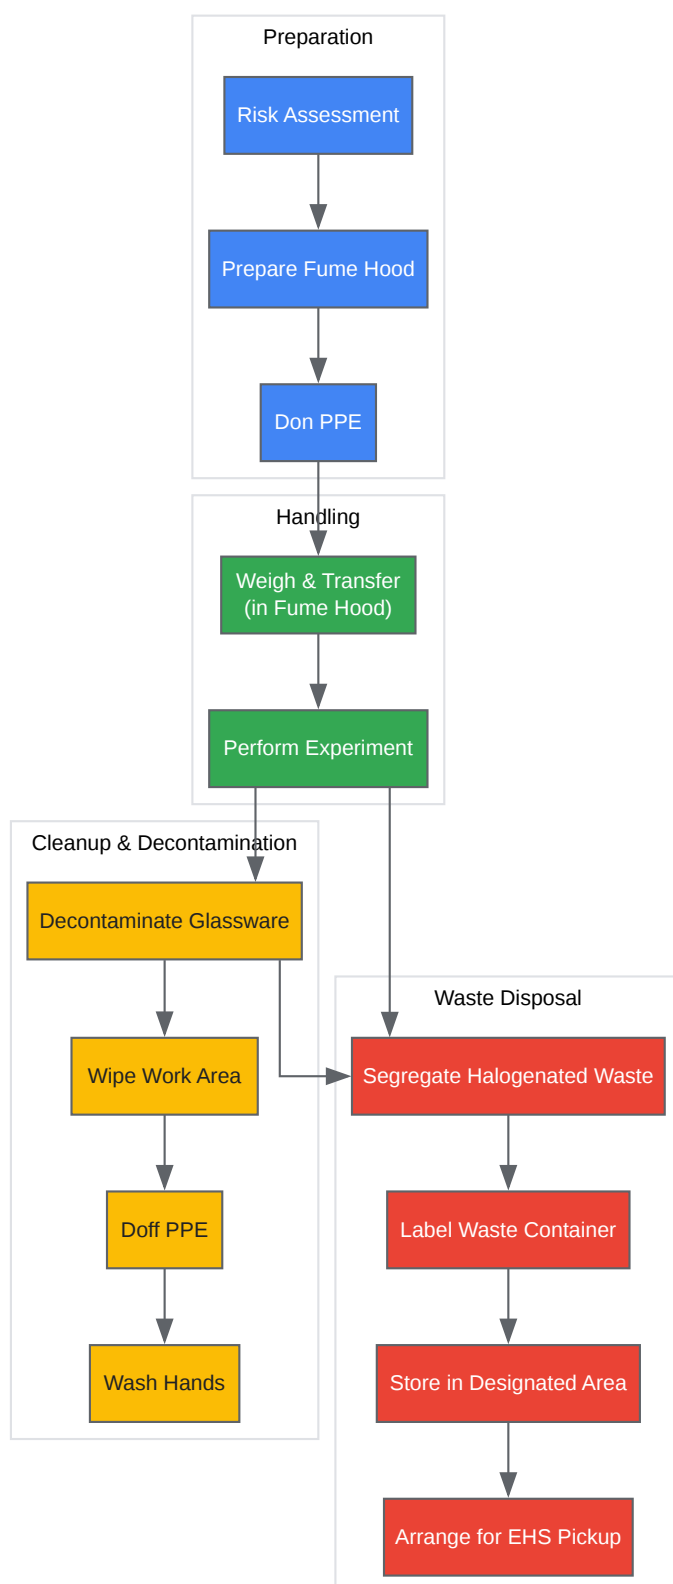 Preparation
Risk Assessment
Prepare Fume Hood
Don PPE
Handling
Weigh & Transfer
(in Fume Hood)
Perform Experiment
Cleanup & Decontamination
Decontaminate Glassware
Wipe Work Area
Doff PPE
Wash Hands
Waste Disposal
Segregate Halogenated Waste
Label Waste Container
Store in Designated Area
Arrange for EHS Pickup